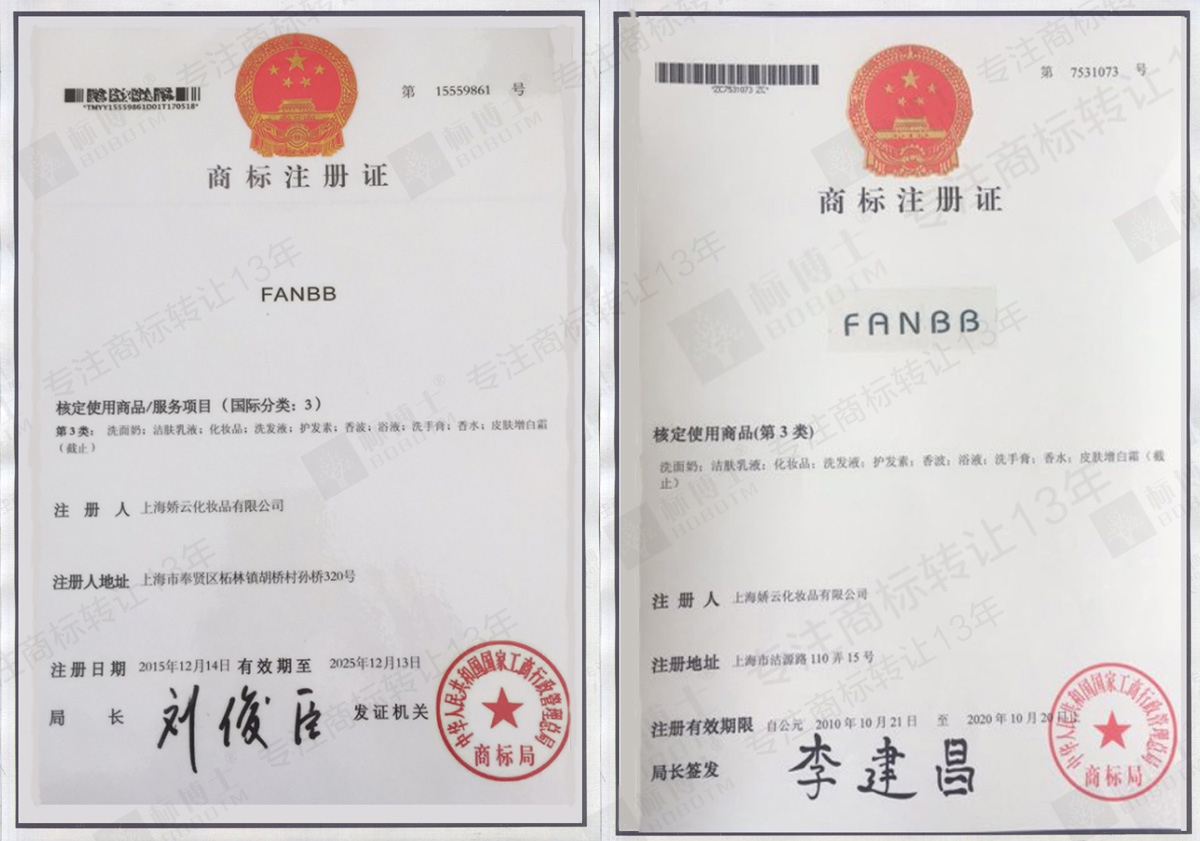 *TMYY15559861D01T170518*
第 15559861 号
商标注册证
FANBB
核定使用商品/服务项目（国际分类：3）
第3类：洗面奶；洁肤乳液；化妆品；洗发液；护发素；香波；浴液；洗手膏；香水；皮肤增白霜
（截止）
注册人 上海娇云化妆品有限公司
注册人地址 上海市奉贤区柘林镇胡桥村孙桥320号
注册日期 2015年12月14日 有效期至 2025年12月13日
局长 刘俊臣 发证机关
中华人民共和国国家工商行政管理总局
商标局
*ZC7531073 ZC*
第 7531073 号
商标注册证
FANBB
核定使用商品(第3类)
洗面奶；洁肤乳液；化妆品；洗发液；护发素；香波；浴液；洗手膏；香水；皮肤增白霜（截
止）
注册人 上海娇云化妆品有限公司
注册地址 上海市沽源路110弄15号
注册有效期限 自公元 2010年10月21日 至 2020年10月20日止
局长签发 李建昌
中华人民共和国国家工商行政管理总局
商标局
标博士®
BOBOTM
专注商标转让13年